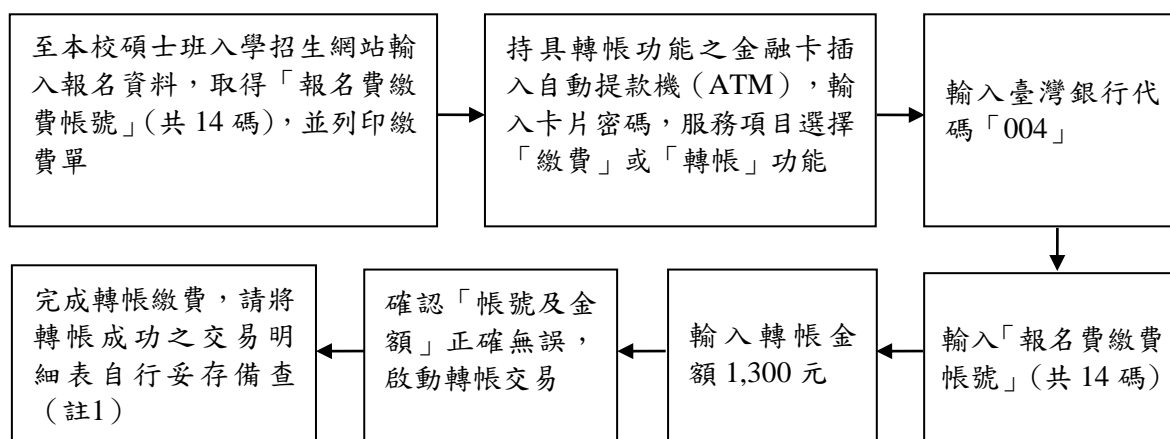 至本校碩士班入學招生網站輸
入報名資料，取得「報名費繳
費帳號」(共 14 碼)，並列印繳
費單
持具轉帳功能之金融卡插
入自動提款機（ATM），輸
入卡片密碼，服務項目選擇
「繳費」或「轉帳」功能
輸入臺灣銀行代
碼「004」
輸入「報名費繳費
帳號」(共 14 碼)
輸入轉帳金
額 1,300 元
確認「帳號及金
額」正確無誤，
啟動轉帳交易
完成轉帳繳費，請將
轉帳成功之交易明
細表自行妥存備查
（註1）